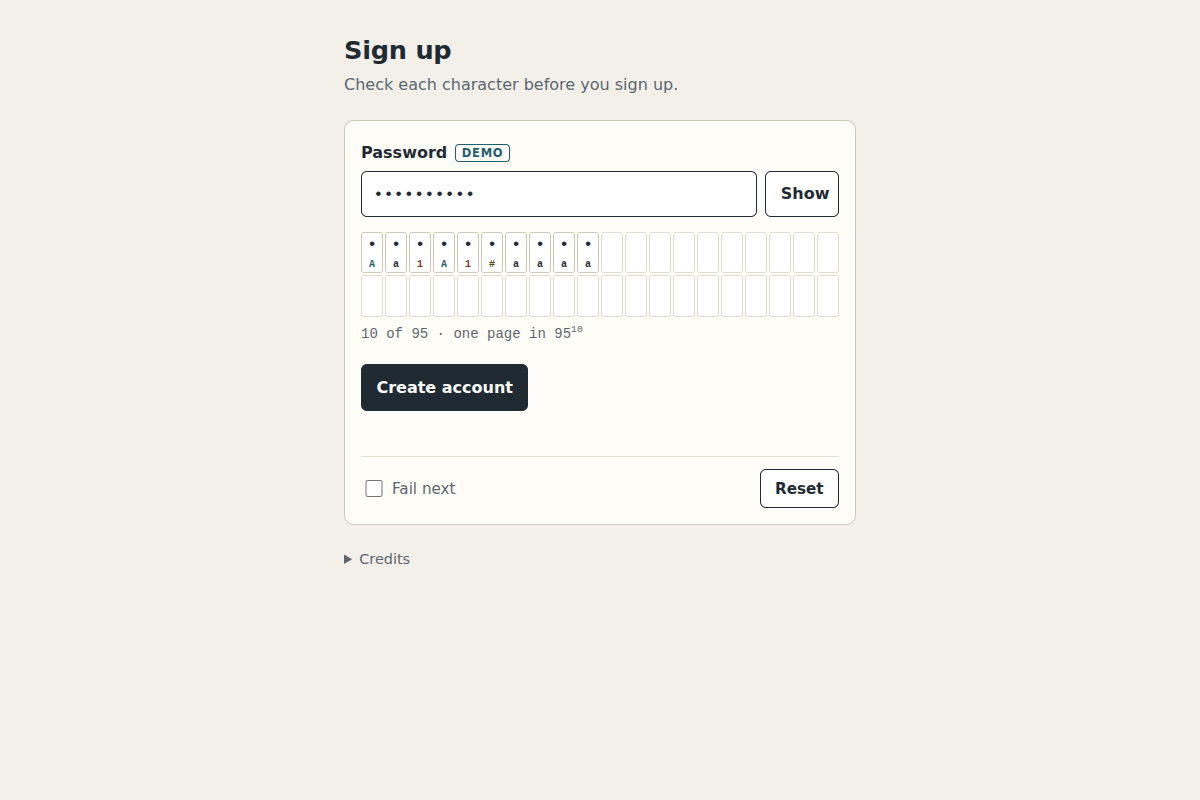 Sign up
Check each character before you sign up.
Password DEMO
•••••••••• Show
• • • • • • • • • •
A a 1 A 1 # a a a a
10 of 95 · one page in 95¹⁰
Create account
Fail next Reset
▶ Credits